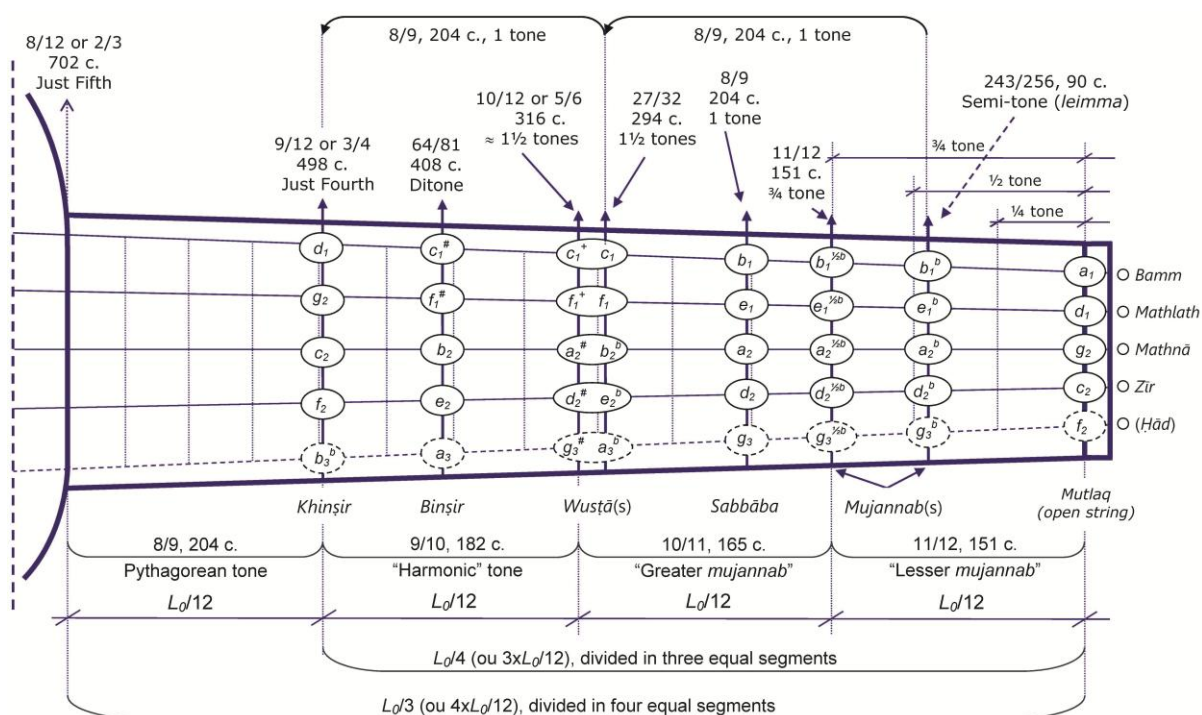 8/9, 204 c., 1 tone
8/9, 204 c., 1 tone
8/12 or 2/3
702 c.
Just Fifth
9/12 or 3/4
498 c.
Just Fourth
64/81
408 c.
Ditone
10/12 or 5/6
316 c.
≈ 1½ tones
27/32
294 c.
1½ tones
8/9
204 c.
1 tone
11/12
151 c.
¾ tone
243/256, 90 c.
Semi-tone (leimma)
¾ tone
½ tone
¼ tone
d₁ c₁# c₁⁺ c₁ b₁ b₁½b b₁b a₁ Bamm
g₂ f₁# f₁⁺ f₁ e₁ e₁½b e₁b d₁ Mathlath
c₂ b₂ a₂# b₂b a₂ a₂½b a₂b g₂ Mathnā
f₂ e₂ d₂# e₂b d₂ d₂½b d₂b c₂ Zīr
b₃b a₃ g₃# a₃b g₃ g₃½b g₃b f₂ (Ḥād)
Khinṣir Binṣir Wusṭā(s) Sabbāba Mujannab(s) Mutlaq
(open string)
8/9, 204 c. 9/10, 182 c. 10/11, 165 c. 11/12, 151 c.
Pythagorean tone "Harmonic" tone "Greater mujannab" "Lesser mujannab"
L₀/12 L₀/12 L₀/12 L₀/12
L₀/4 (ou 3xL₀/12), divided in three equal segments
L₀/3 (ou 4xL₀/12), divided in four equal segments